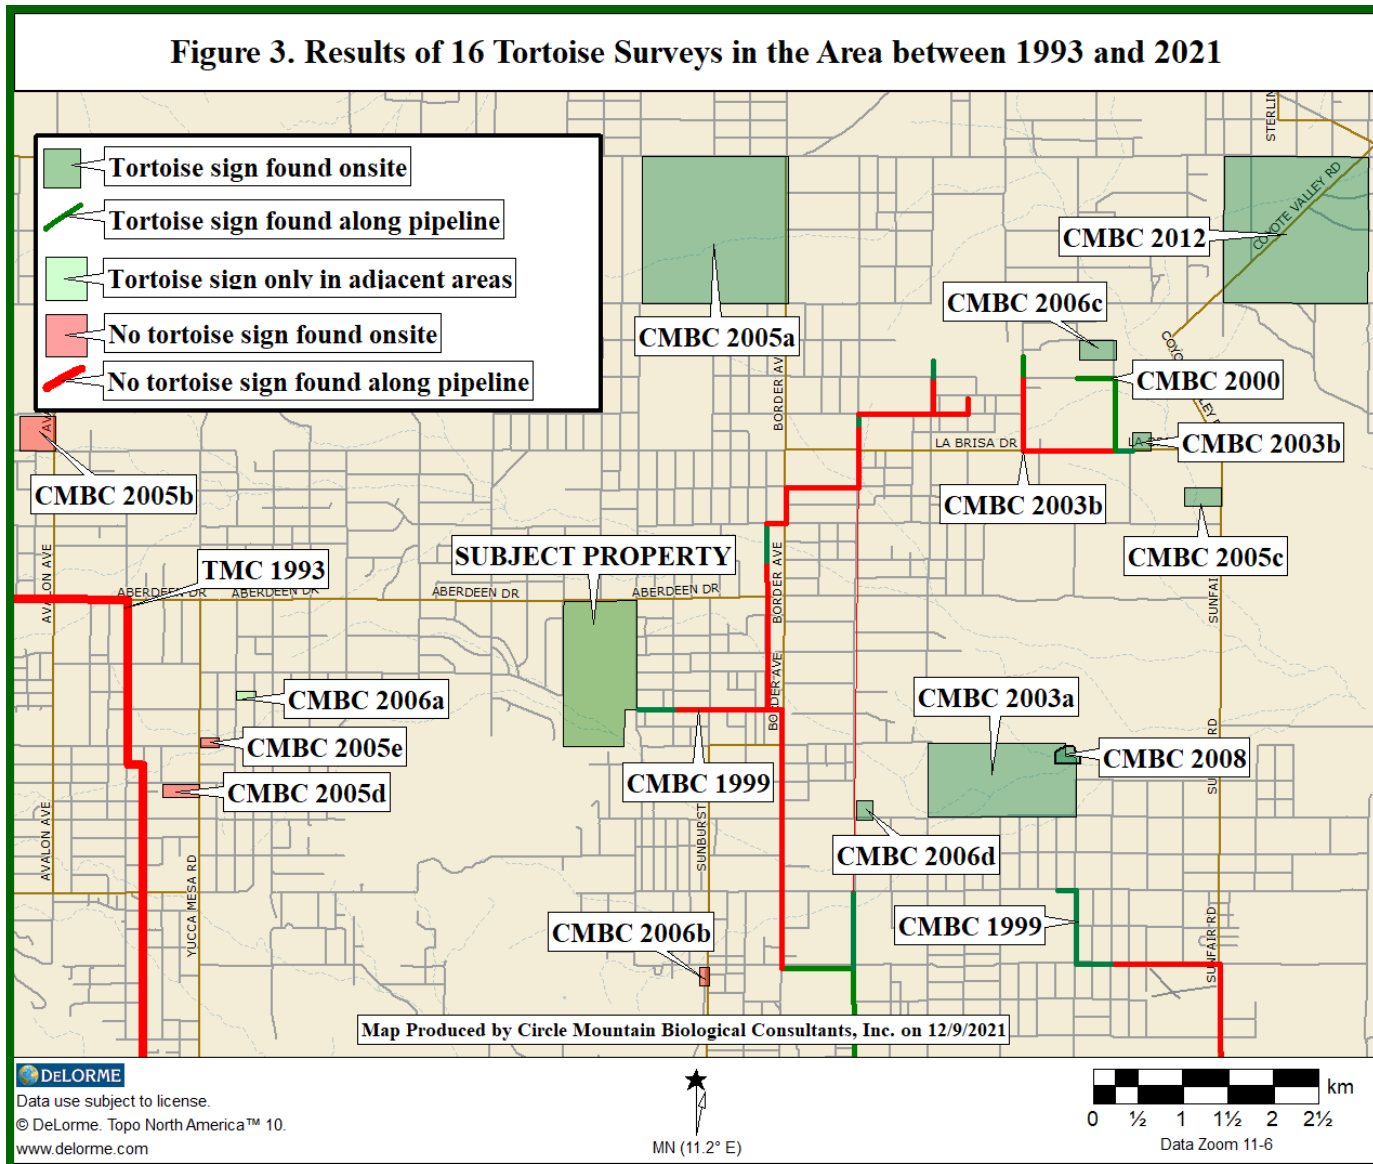 Figure 3. Results of 16 Tortoise Surveys in the Area between 1993 and 2021
Tortoise sign found onsite
Tortoise sign found along pipeline
Tortoise sign only in adjacent areas
No tortoise sign found onsite
No tortoise sign found along pipeline
STERLIN
COYOTE VALLEY RD
CMBC 2012
CMBC 2006c
CMBC 2005a
BORDER AV
CMBC 2000
LA BRISA DR
CMBC 2003b
CMBC 2005b
CMBC 2003b
CMBC 2005c
SUBJECT PROPERTY
TMC 1993
AVALON AVE
ABERDEEN DR
ABERDEEN DR
ABERDEEN DR
ABERDEEN DR
BORDER AVE
SUNFAI
CMBC 2006a
BORDER AVE
CMBC 2003a
CMBC 2005e
CMBC 2008
CMBC 2005d
CMBC 1999
RD
AVALON AVE
SUNBURST
CMBC 2006d
YUCCA MESA RD
CMBC 2006b
CMBC 1999
SUNFAIR RD
Map Produced by Circle Mountain Biological Consultants, Inc. on 12/9/2021
DELORME
Data use subject to license.
© DeLorme. Topo North America™ 10.
www.delorme.com
MN (11.2° E)
km
0 ½ 1 1½ 2 2½
Data Zoom 11-6